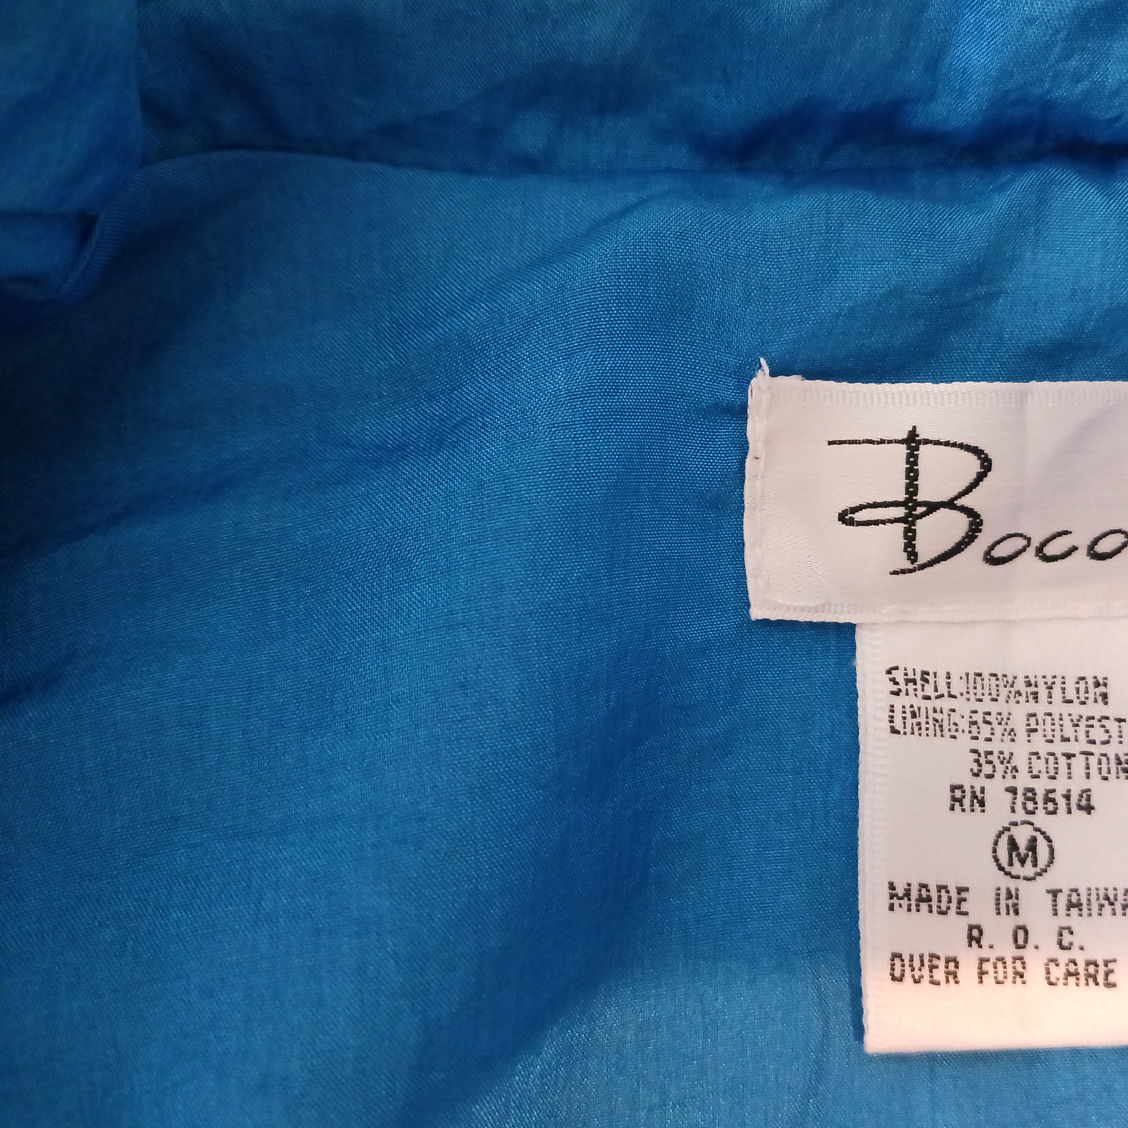 Boco
SHELL:100% NYLON
LINING:65% POLYEST
35% COTTON
RN 78614
M
MADE IN TAIWA
R. O. C.
OVER FOR CARE